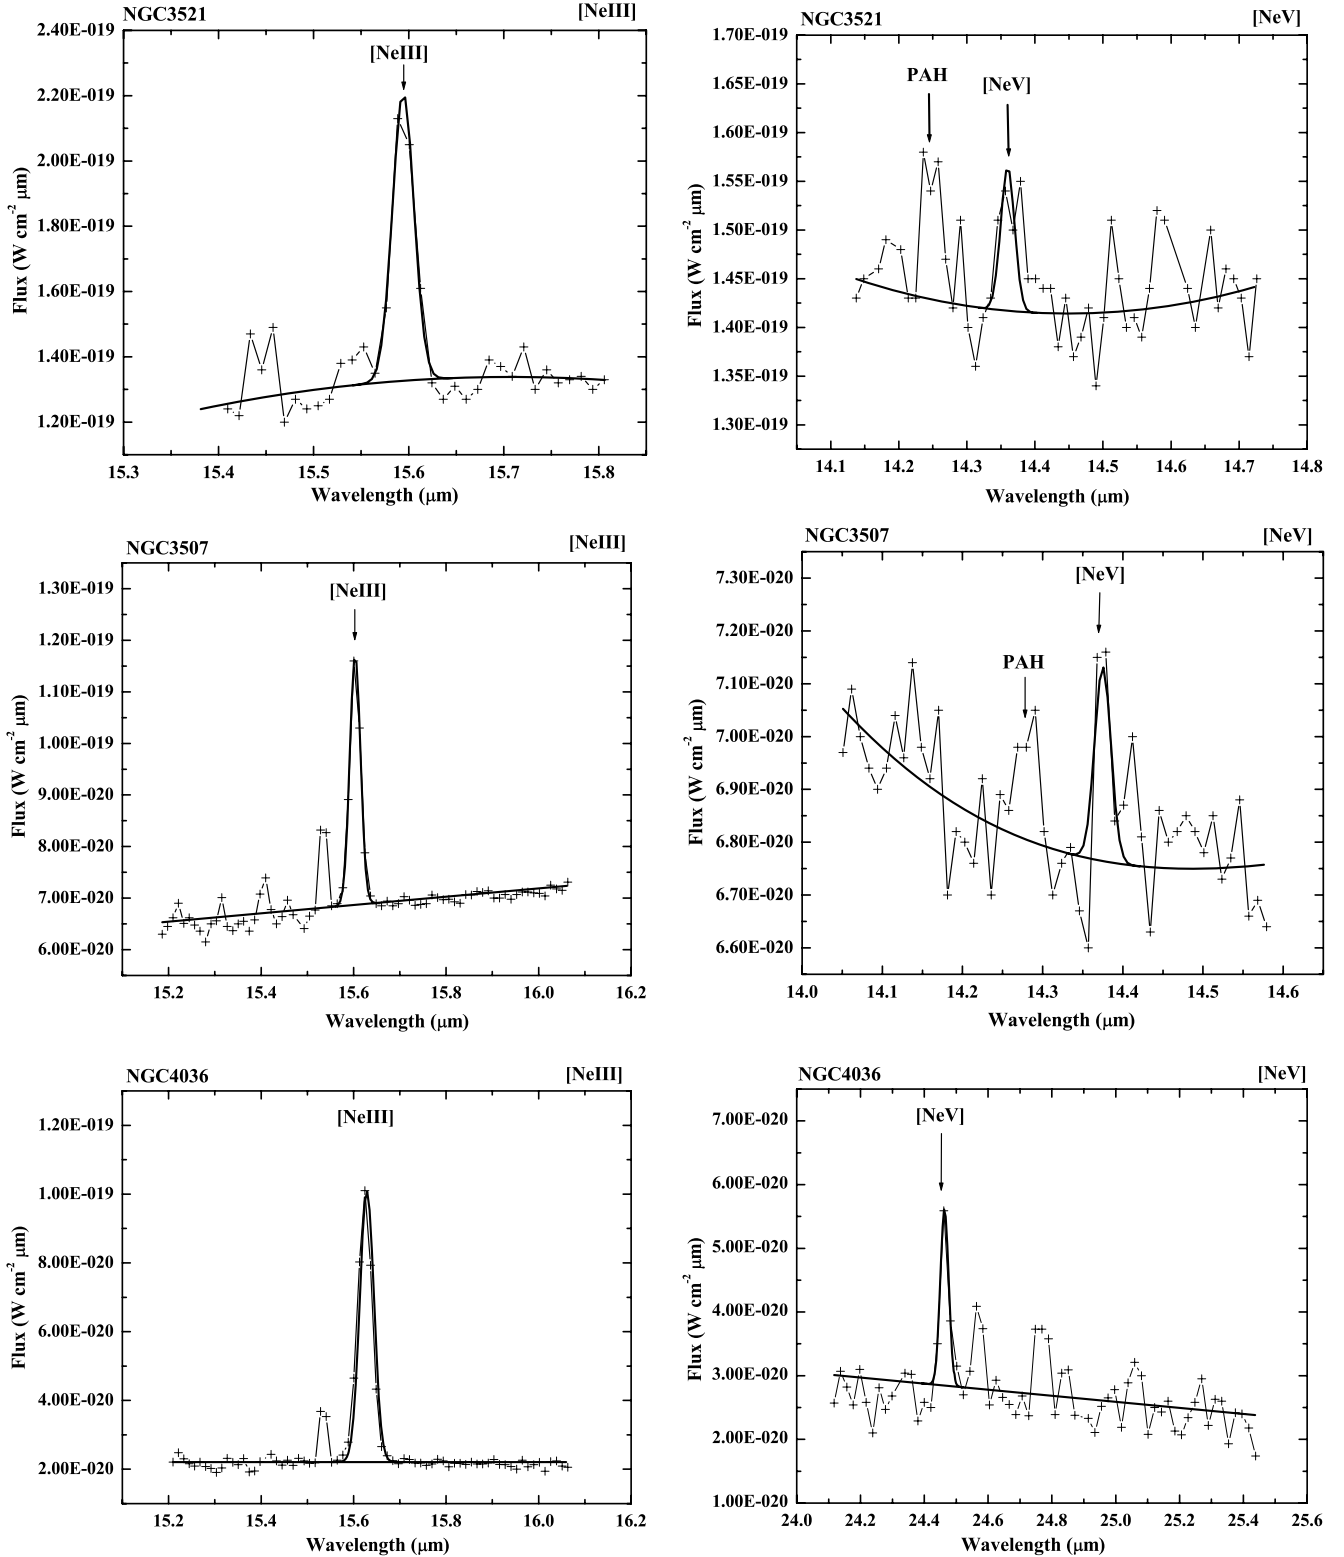 NGC3521 [NeIII]
2.40E-019
2.20E-019
2.00E-019
1.80E-019
1.60E-019
1.40E-019
1.20E-019
[NeIII]
Flux (W cm-2 μm)
15.3 15.4 15.5 15.6 15.7 15.8
Wavelength (μm)
NGC3521 [NeV]
1.70E-019
1.65E-019
1.60E-019
1.55E-019
1.50E-019
1.45E-019
1.40E-019
1.35E-019
1.30E-019
PAH
[NeV]
Flux (W cm-2 μm)
14.1 14.2 14.3 14.4 14.5 14.6 14.7 14.8
Wavelength (μm)
NGC3507 [NeIII]
1.30E-019
1.20E-019
1.10E-019
1.00E-019
9.00E-020
8.00E-020
7.00E-020
6.00E-020
[NeIII]
Flux (W cm-2 μm)
15.2 15.4 15.6 15.8 16.0 16.2
Wavelength (μm)
NGC3507 [NeV]
7.30E-020
7.20E-020
7.10E-020
7.00E-020
6.90E-020
6.80E-020
6.70E-020
6.60E-020
[NeV]
PAH
Flux (W cm-2 μm)
14.0 14.1 14.2 14.3 14.4 14.5 14.6
Wavelength (μm)
NGC4036 [NeIII]
1.20E-019
1.00E-019
8.00E-020
6.00E-020
4.00E-020
2.00E-020
[NeIII]
Flux (W cm-2 μm)
15.2 15.4 15.6 15.8 16.0 16.2
Wavelength (μm)
NGC4036 [NeV]
7.00E-020
6.00E-020
5.00E-020
4.00E-020
3.00E-020
2.00E-020
1.00E-020
[NeV]
Flux (W cm-2 μm)
24.0 24.2 24.4 24.6 24.8 25.0 25.2 25.4 25.6
Wavelength (μm)